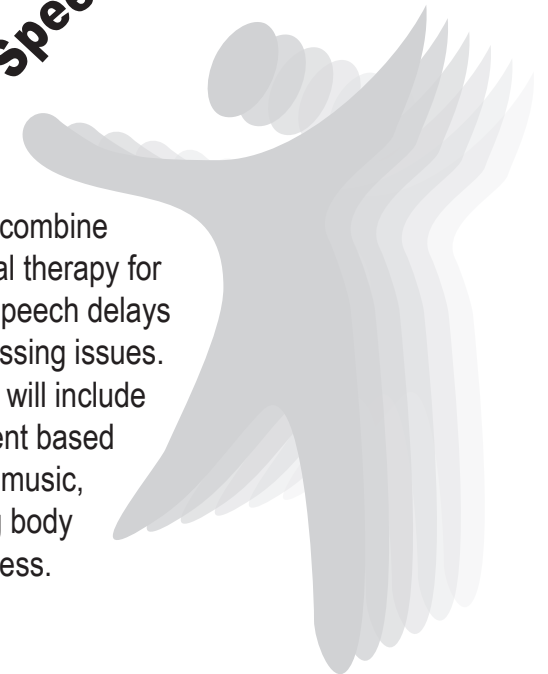 Spee
combine
al therapy for
peech delays
ssing issues.
will include
ent based
music,
g body
ess.